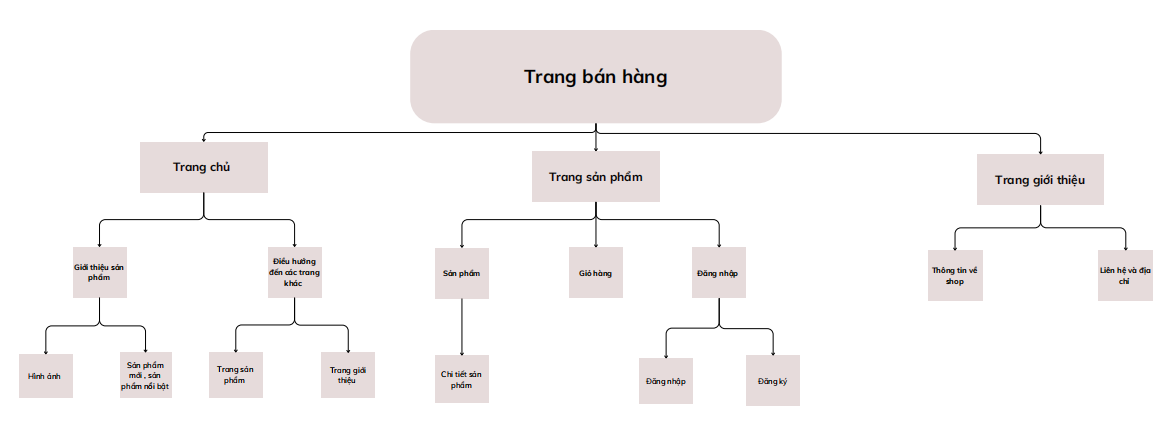 Trang bán hàng
Trang chủ
Trang sản phẩm
Trang giới thiệu
Giới thiệu sản
phẩm
Điều hướng
đến các trang
khác
Sản phẩm
Giỏ hàng
Đăng nhập
Thông tin về
shop
Liên hệ và địa
chỉ
Hình ảnh
Sản phẩm
mới , sản
phẩm nổi bật
Trang sản
phẩm
Trang giới
thiệu
Chi tiết sản
phẩm
Đăng nhập
Đăng ký